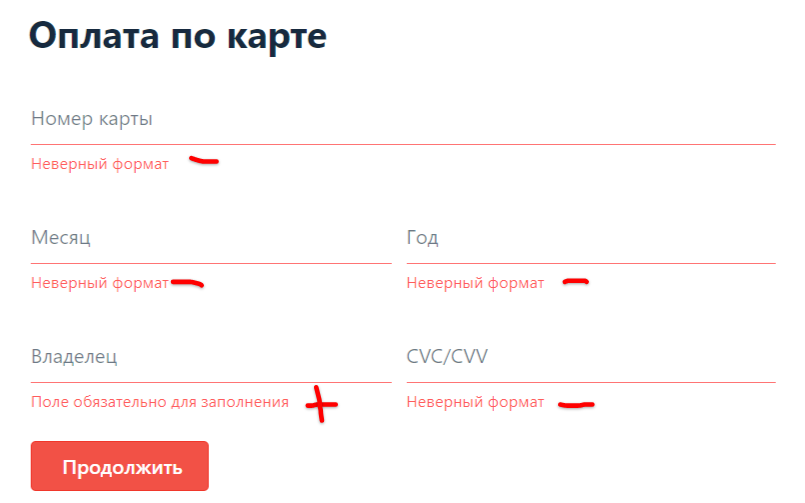 Оплата по карте
Номер карты
Неверный формат −
Месяц Год
Неверный формат − Неверный формат −
Владелец CVC/CVV
Поле обязательно для заполнения + Неверный формат −
Продолжить